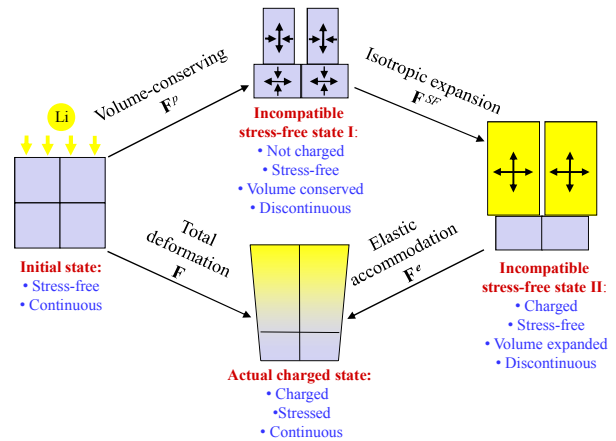 Li
Volume-conserving
F^p
Incompatible
stress-free state I:
• Not charged
• Stress-free
• Volume conserved
• Discontinuous
Isotropic expansion
F^SF
Initial state:
• Stress-free
• Continuous
Total
deformation
F
Elastic
accommodation
F^e
Incompatible
stress-free state II:
• Charged
• Stress-free
• Volume expanded
• Discontinuous
Actual charged state:
• Charged
•Stressed
• Continuous